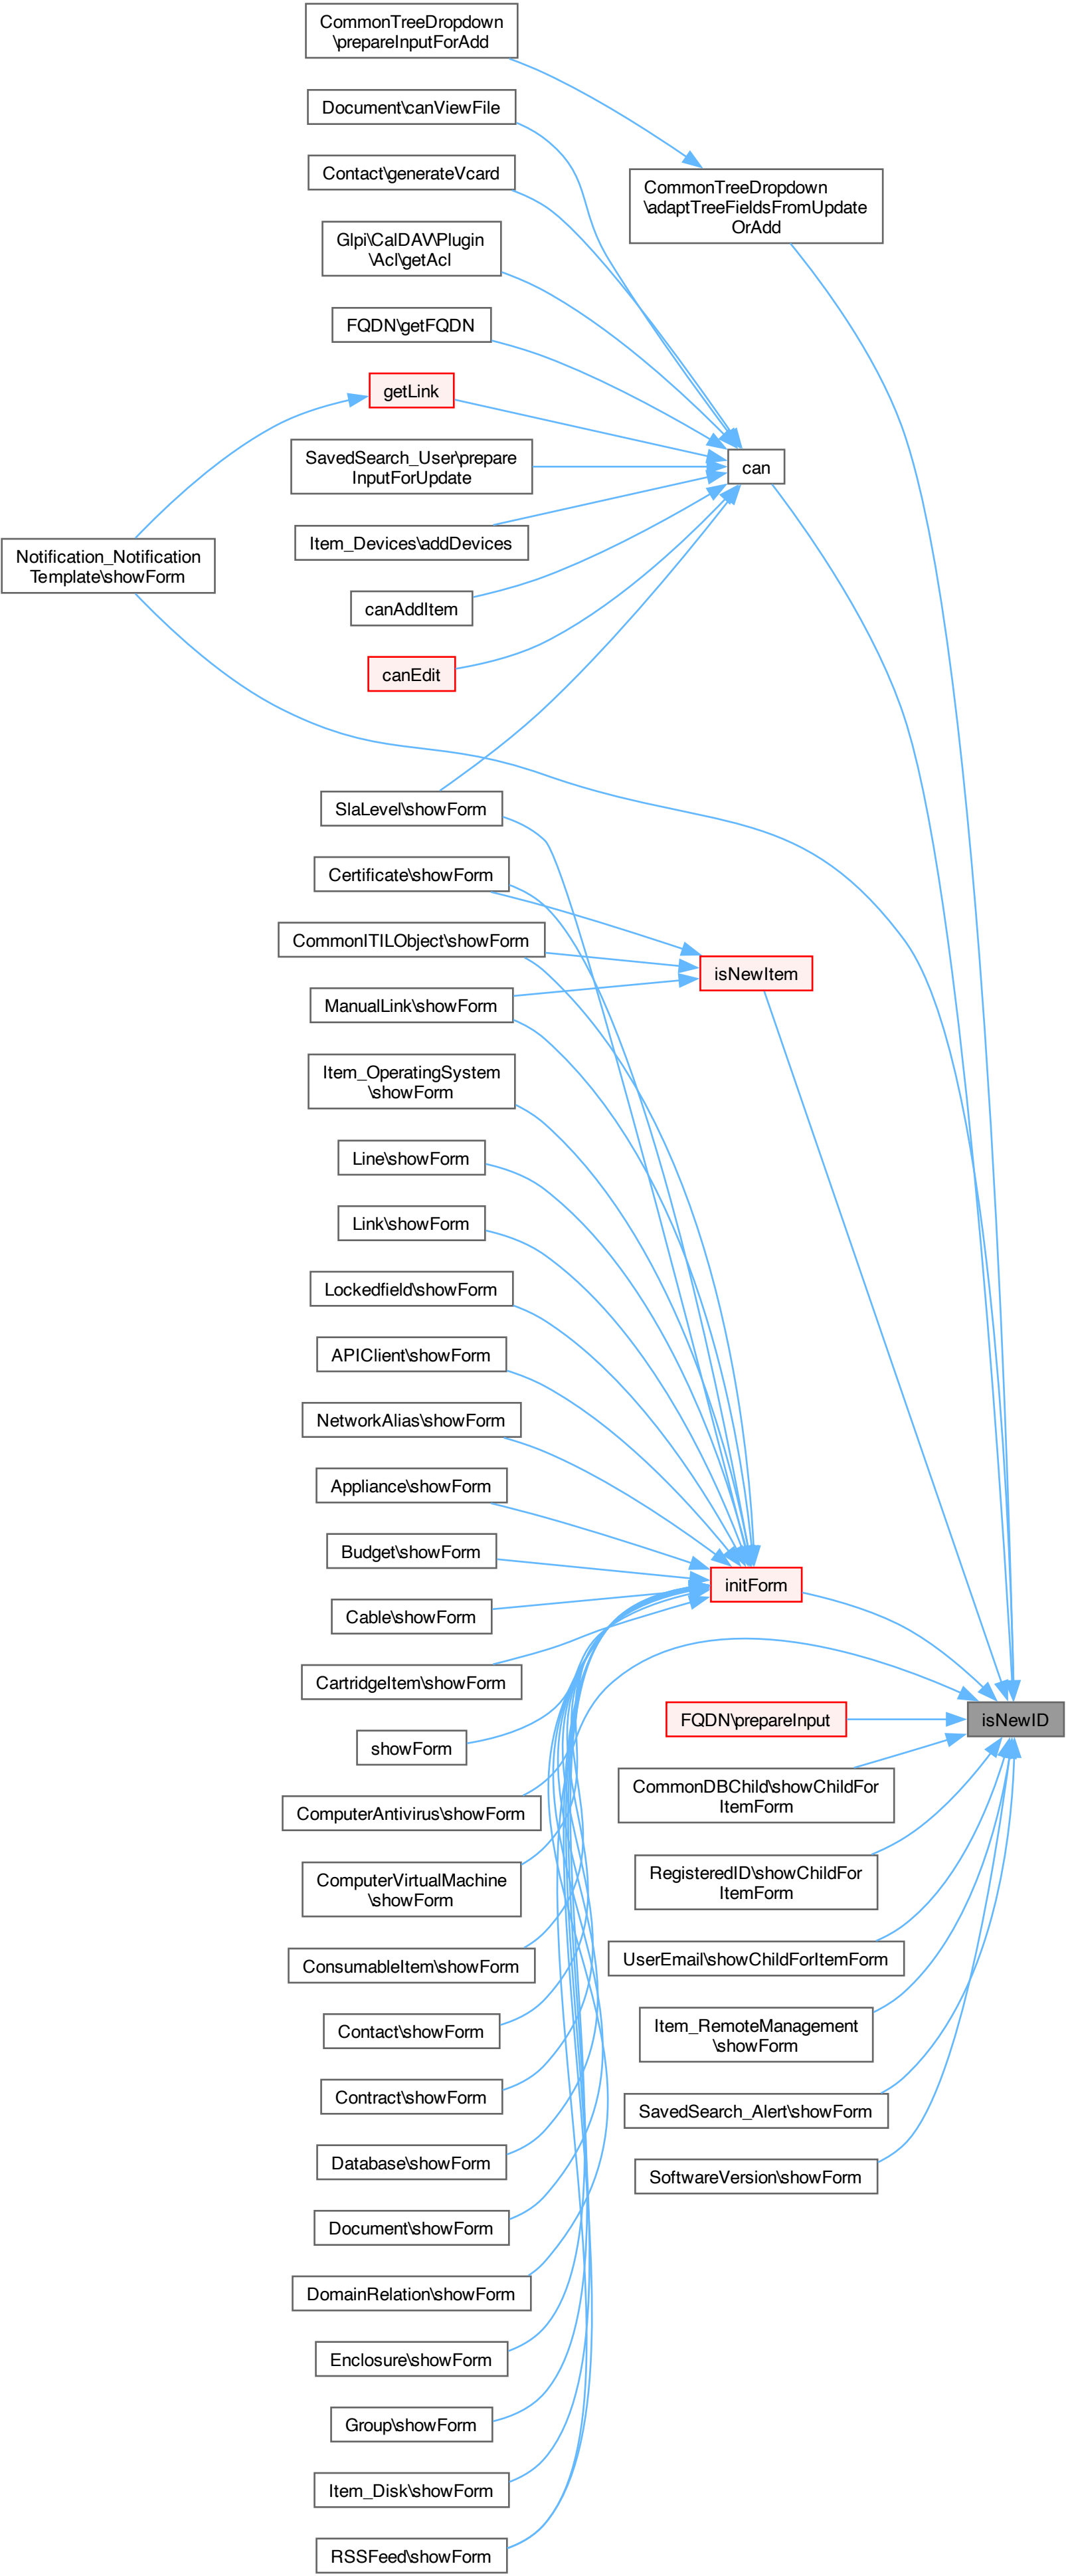 CommonTreeDropdown
\prepareInputForAdd
Document\canViewFile
Contact\generateVcard
CommonTreeDropdown
\adaptTreeFieldsFromUpdate
OrAdd
Glpi\CalDAV\Plugin
\Acl\getAcl
FQDN\getFQDN
getLink
SavedSearch_User\prepare
InputForUpdate
can
Item_Devices\addDevices
Notification_Notification
Template\showForm
canAddItem
canEdit
SlaLevel\showForm
Certificate\showForm
CommonITILObject\showForm
isNewItem
ManualLink\showForm
Item_OperatingSystem
\showForm
Line\showForm
Link\showForm
Lockedfield\showForm
APIClient\showForm
NetworkAlias\showForm
Appliance\showForm
Budget\showForm
initForm
Cable\showForm
CartridgeItem\showForm
FQDN\prepareInput
isNewID
showForm
CommonDBChild\showChildFor
ItemForm
ComputerAntivirus\showForm
ComputerVirtualMachine
\showForm
RegisteredID\showChildFor
ItemForm
ConsumableItem\showForm
UserEmail\showChildForItemForm
Contact\showForm
Item_RemoteManagement
\showForm
Contract\showForm
SavedSearch_Alert\showForm
Database\showForm
SoftwareVersion\showForm
Document\showForm
DomainRelation\showForm
Enclosure\showForm
Group\showForm
Item_Disk\showForm
RSSFeed\showForm